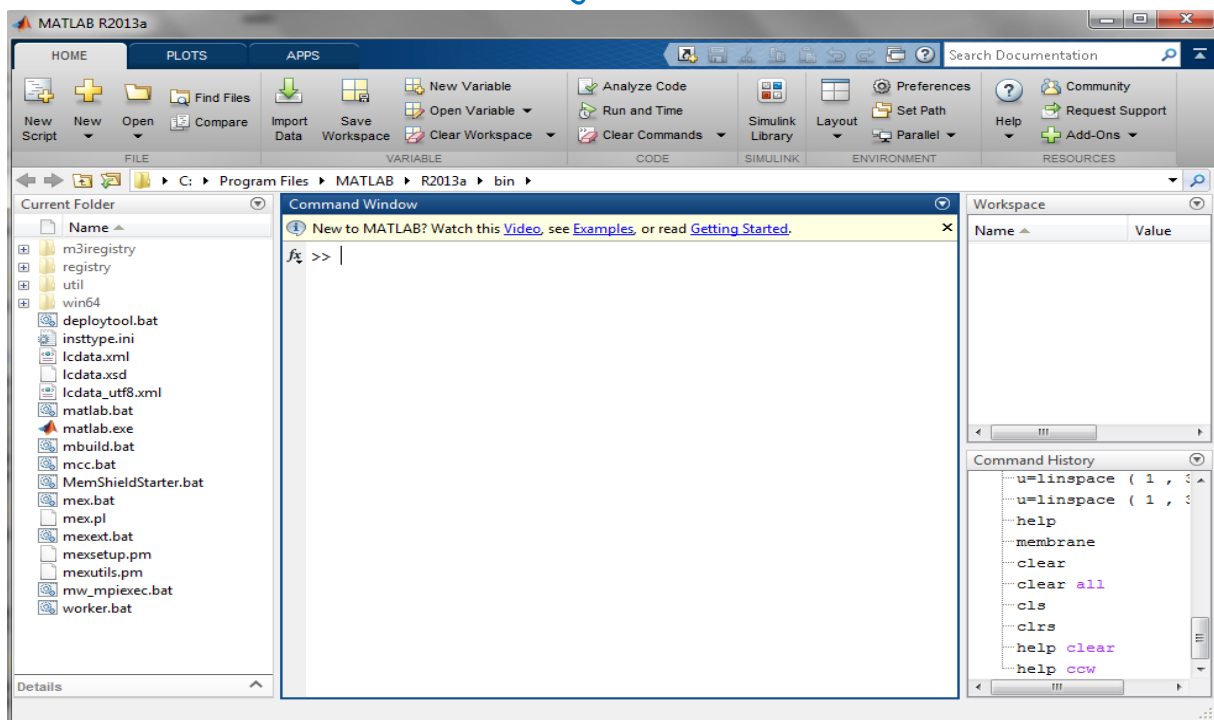 MATLAB R2013a
HOME PLOTS APPS Search Documentation
New Script
New
Open
Find Files
Compare
FILE
Import Data
Save Workspace
New Variable
Open Variable
Clear Workspace
VARIABLE
Analyze Code
Run and Time
Clear Commands
CODE
Simulink Library
SIMULINK
Layout
Preferences
Set Path
Parallel
ENVIRONMENT
Help
Community
Request Support
Add-Ons
RESOURCES
C: Program Files MATLAB R2013a bin
Current Folder
Name
m3iregistry
registry
util
win64
deploytool.bat
insttype.ini
lcdata.xml
lcdata.xsd
lcdata_utf8.xml
matlab.bat
matlab.exe
mbuild.bat
mcc.bat
MemShieldStarter.bat
mex.bat
mex.pl
mexext.bat
mexsetup.pm
mexutils.pm
mw_mpiexec.bat
worker.bat
Details
Command Window
New to MATLAB? Watch this Video, see Examples, or read Getting Started.
fx >>
Workspace
Name Value
Command History
u=linspace ( 1 ,
u=linspace ( 1 ,
help
membrane
clear
clear all
cls
clrs
help clear
help ccw